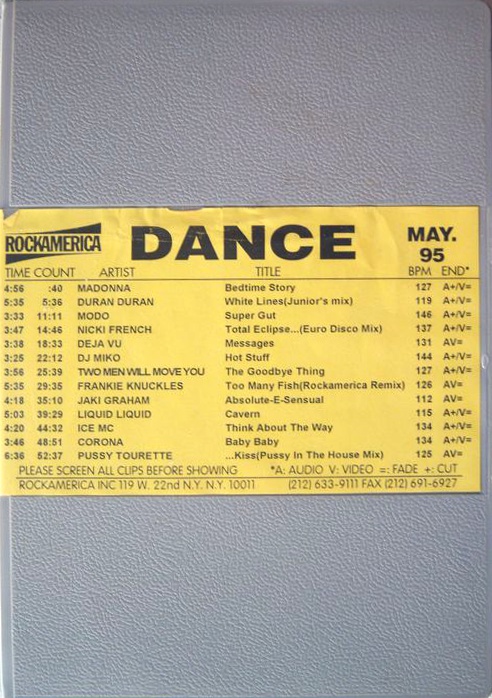 ROCKAMERICA DANCE MAY. 95
TIME COUNT ARTIST TITLE BPM END*
4:56 :40 MADONNA Bedtime Story 127 A+/V=
5:35 5:36 DURAN DURAN White Lines(Junior's mix) 119 A+/V=
3:33 11:11 MODO Super Gut 146 A+/V=
3:47 14:46 NICKI FRENCH Total Eclipse...(Euro Disco Mix) 137 A+/V=
3:38 18:33 DEJA VU Messages 131 AV=
3:25 22:12 DJ MIKO Hot Stuff 144 A+/V=
3:56 25:39 TWO MEN WILL MOVE YOU The Goodbye Thing 127 A+/V=
5:35 29:35 FRANKIE KNUCKLES Too Many Fish(Rockamerica Remix) 126 AV=
4:18 35:10 JAKI GRAHAM Absolute-E-Sensual 112 AV=
5:03 39:29 LIQUID LIQUID Cavern 115 A+/V=
4:20 44:32 ICE MC Think About The Way 134 A+/V=
3:46 48:51 CORONA Baby Baby 134 A+/V=
6:36 52:37 PUSSY TOURETTE ...Kiss(Pussy In The House Mix) 125 AV=
PLEASE SCREEN ALL CLIPS BEFORE SHOWING *A: AUDIO V: VIDEO =: FADE +: CUT
ROCKAMERICA INC 119 W. 22nd N.Y. N.Y. 10011 (212) 633-9111 FAX (212) 691-6927